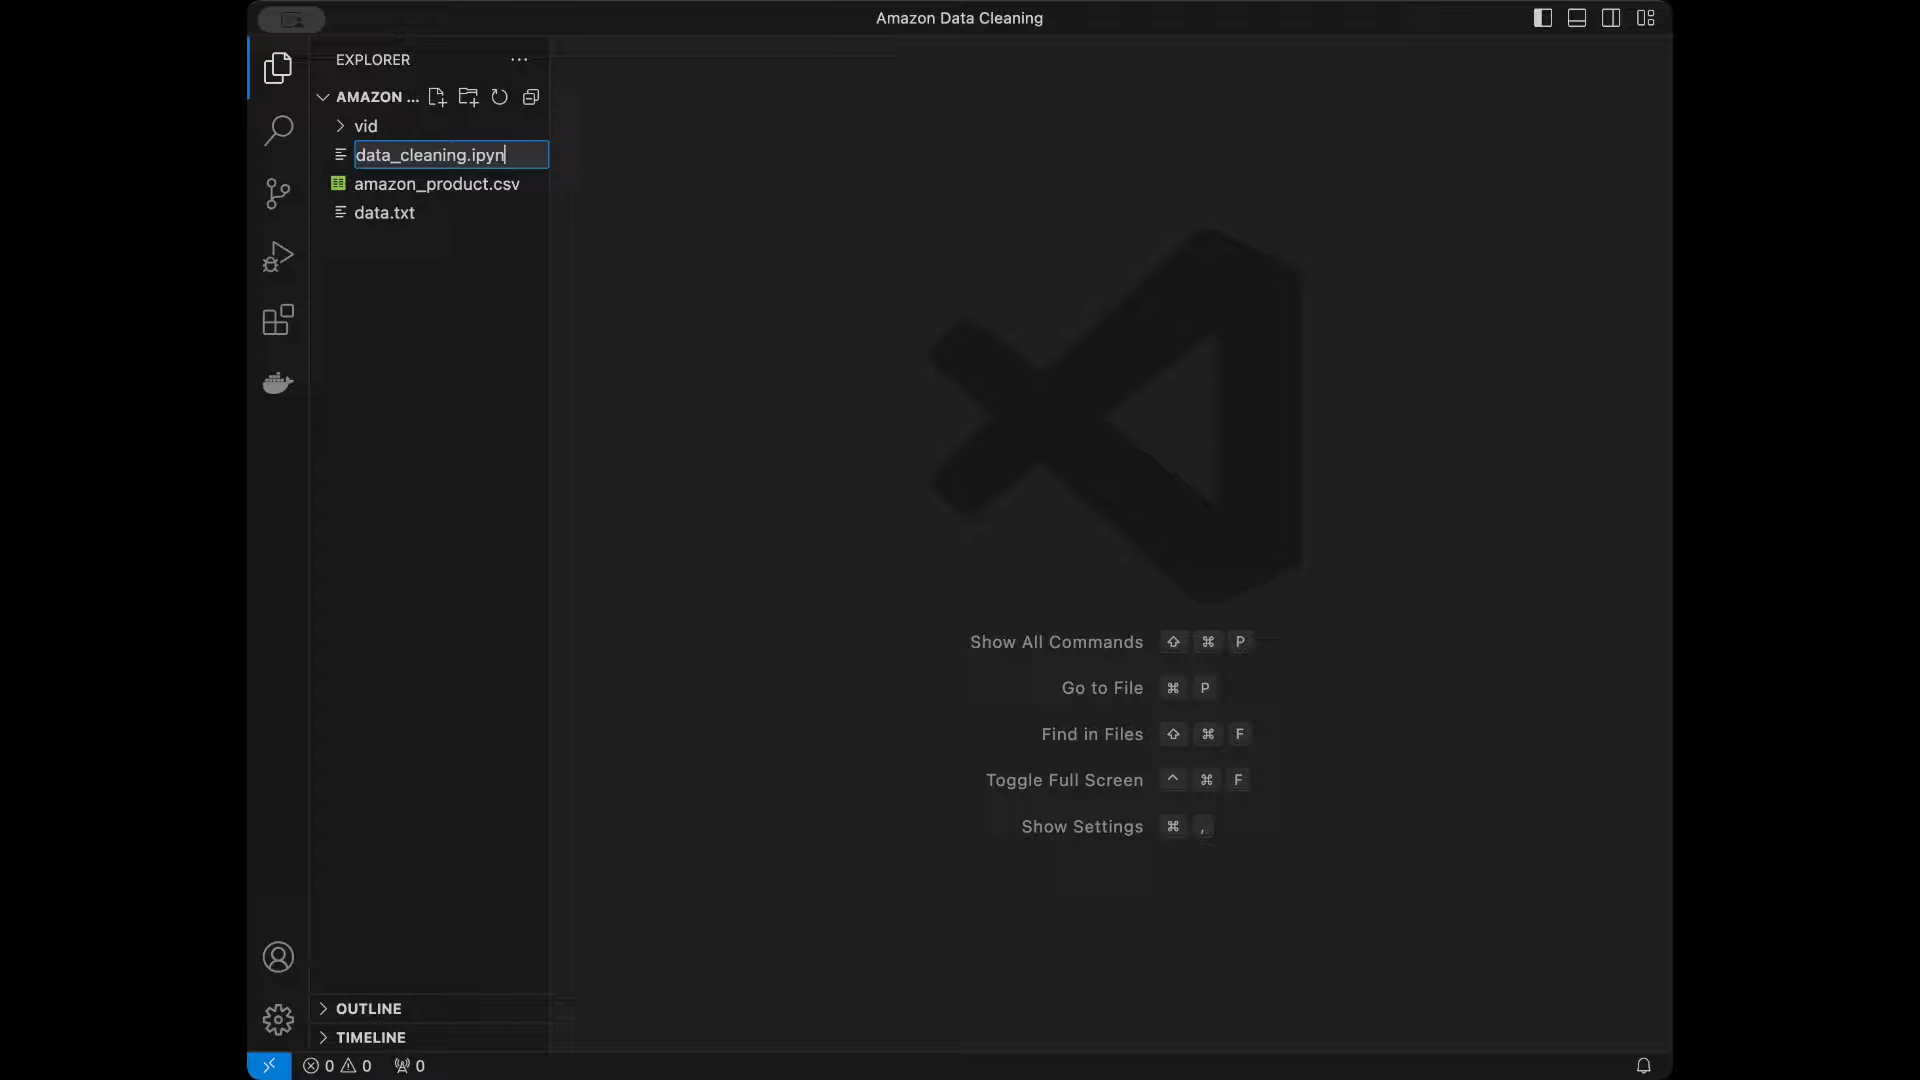 Amazon Data Cleaning
EXPLORER
AMAZON ...
vid
data_cleaning.ipyn
amazon_product.csv
data.txt
Show All Commands ⇧ ⌘ P
Go to File ⌘ P
Find in Files ⇧ ⌘ F
Toggle Full Screen ^ ⌘ F
Show Settings ⌘ ,
OUTLINE
TIMELINE
0 0 0